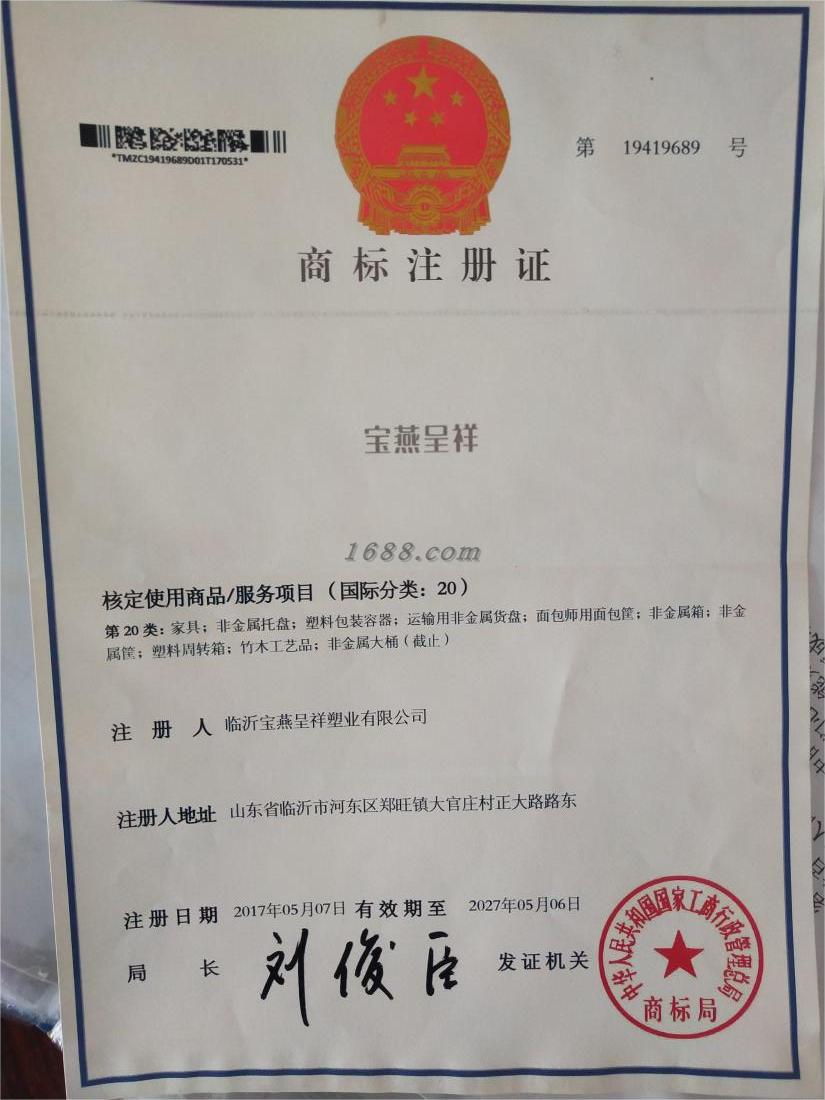 *TMZC19419689D01T170531*
第 19419689 号
商标注册证
宝燕呈祥
1688.com
核定使用商品/服务项目（国际分类：20）
第20类：家具；非金属托盘；塑料包装容器；运输用非金属货盘；面包师用面包筐；非金属箱；非金
属筐；塑料周转箱；竹木工艺品；非金属大桶（截止）
注册人 临沂宝燕呈祥塑业有限公司
注册人地址 山东省临沂市河东区郑旺镇大官庄村正大路路东
注册日期 2017年05月07日 有效期至 2027年05月06日
局长 刘俊臣 发证机关
中华人民共和国国家工商行政管理总局
商标局